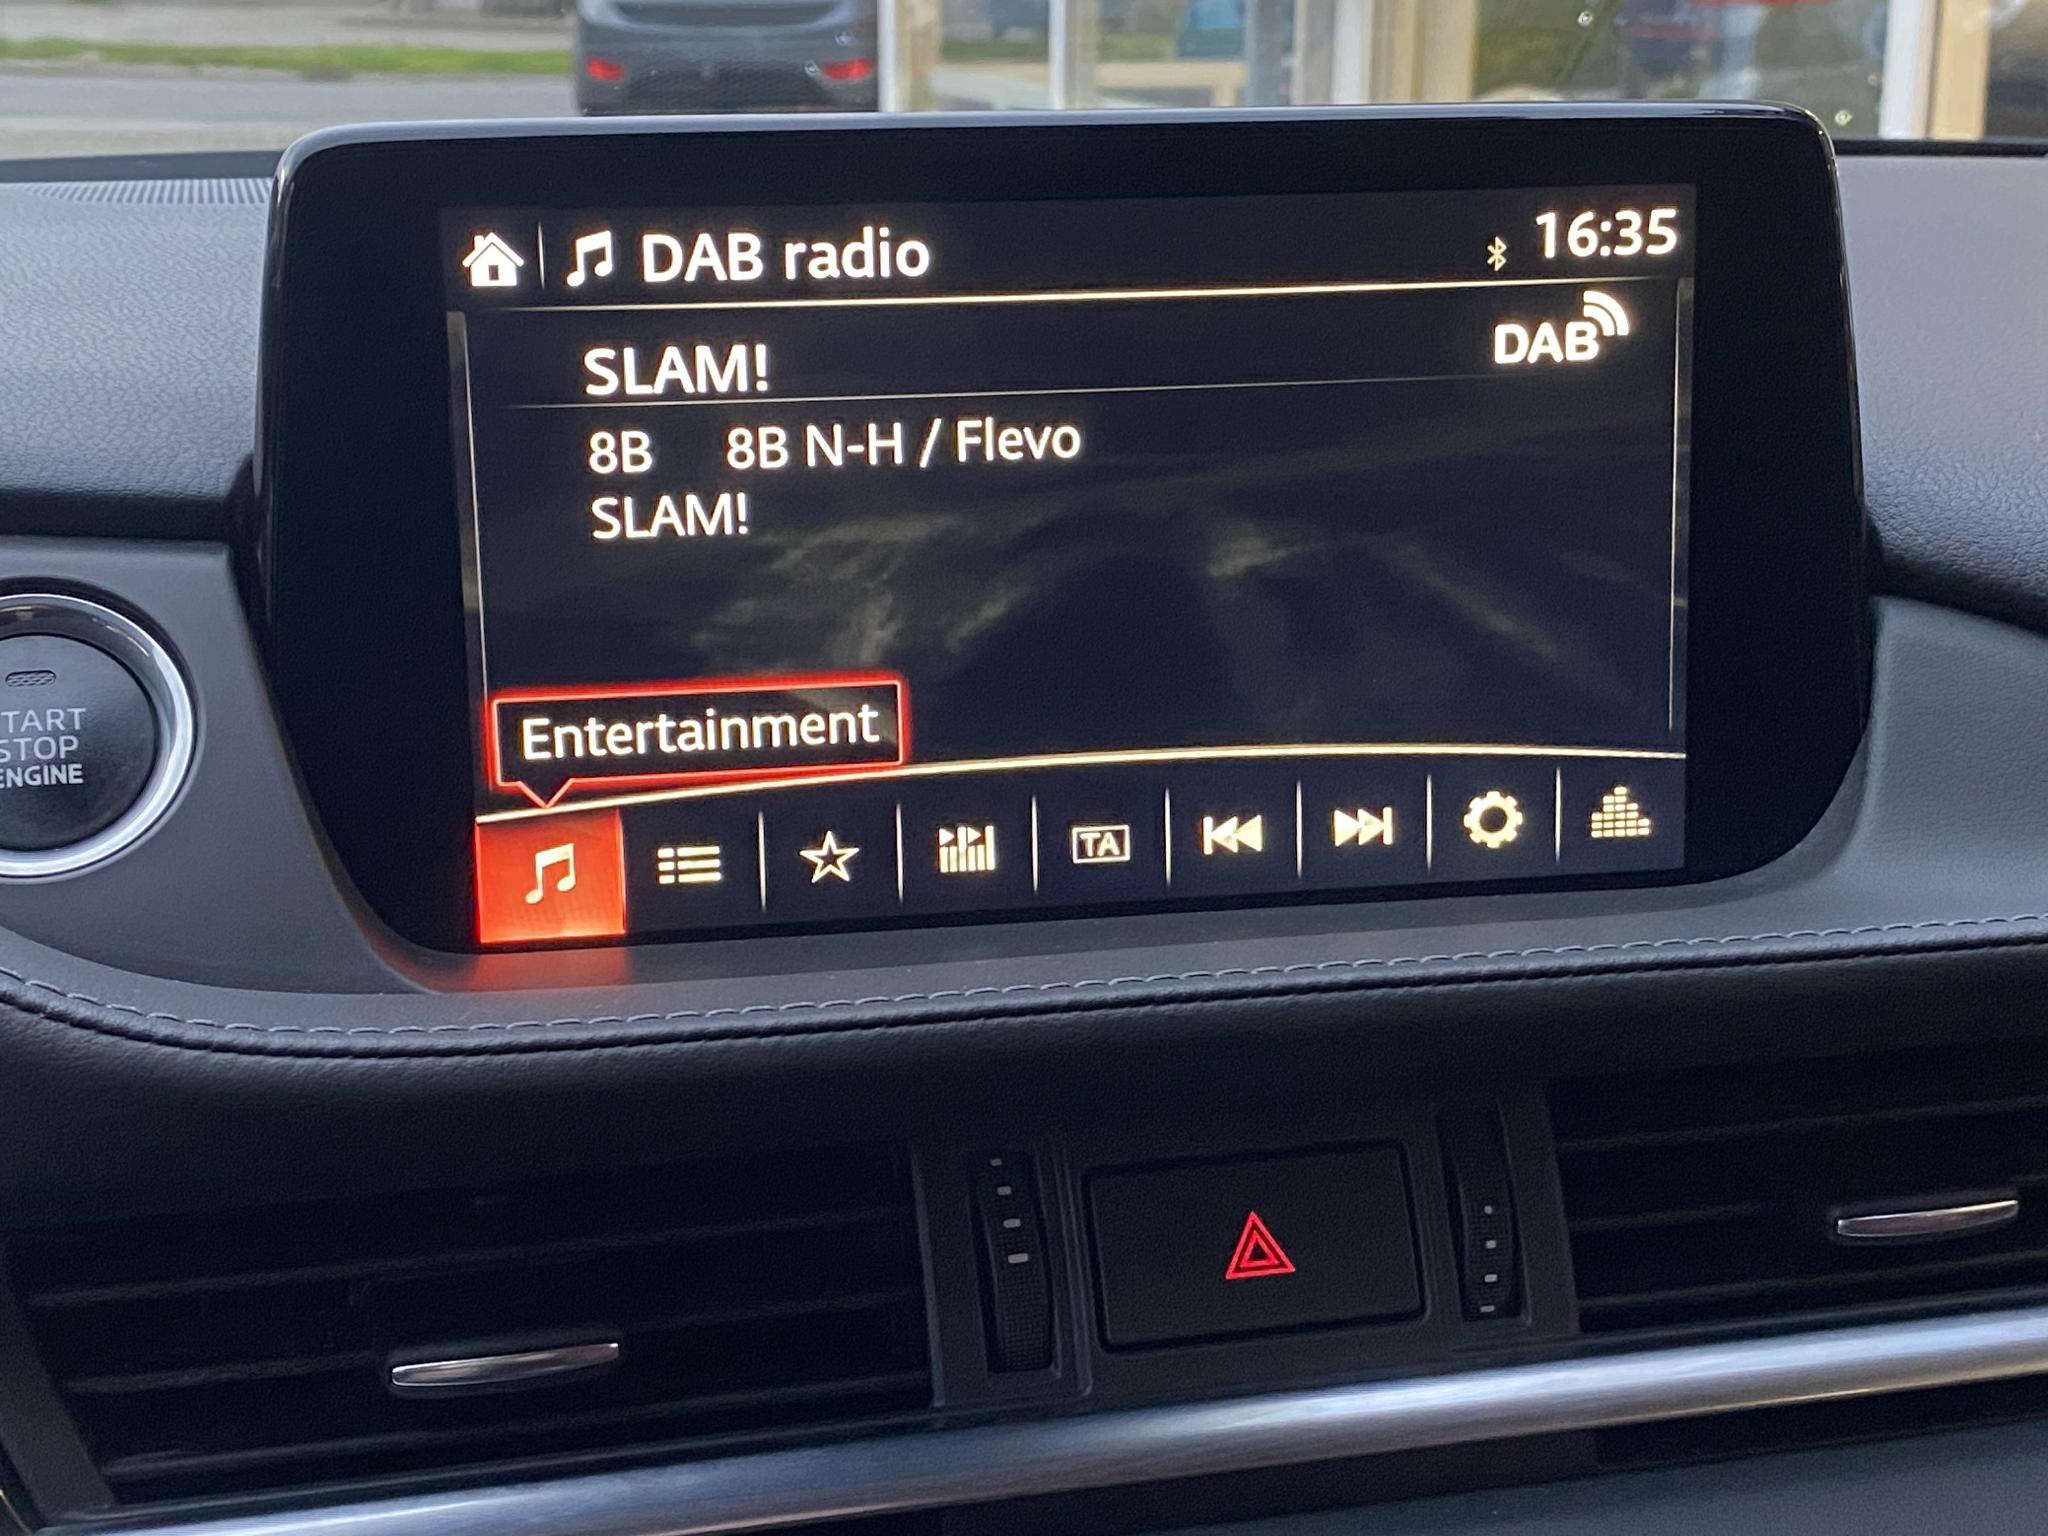 DAB radio
16:35
SLAM!
DAB
8B 8B N-H / Flevo
SLAM!
Entertainment
TA
TART
STOP
ENGINE